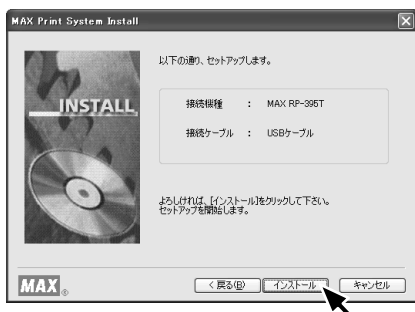 MAX Print System Install
以下の通り、セットアップします。
INSTALL
接続機種 : MAX RP-395T
接続ケーブル : USBケーブル
よろしければ、[インストール]をクリックして下さい。
セットアップを開始します。
MAX®
< 戻る(B) インストール キャンセル